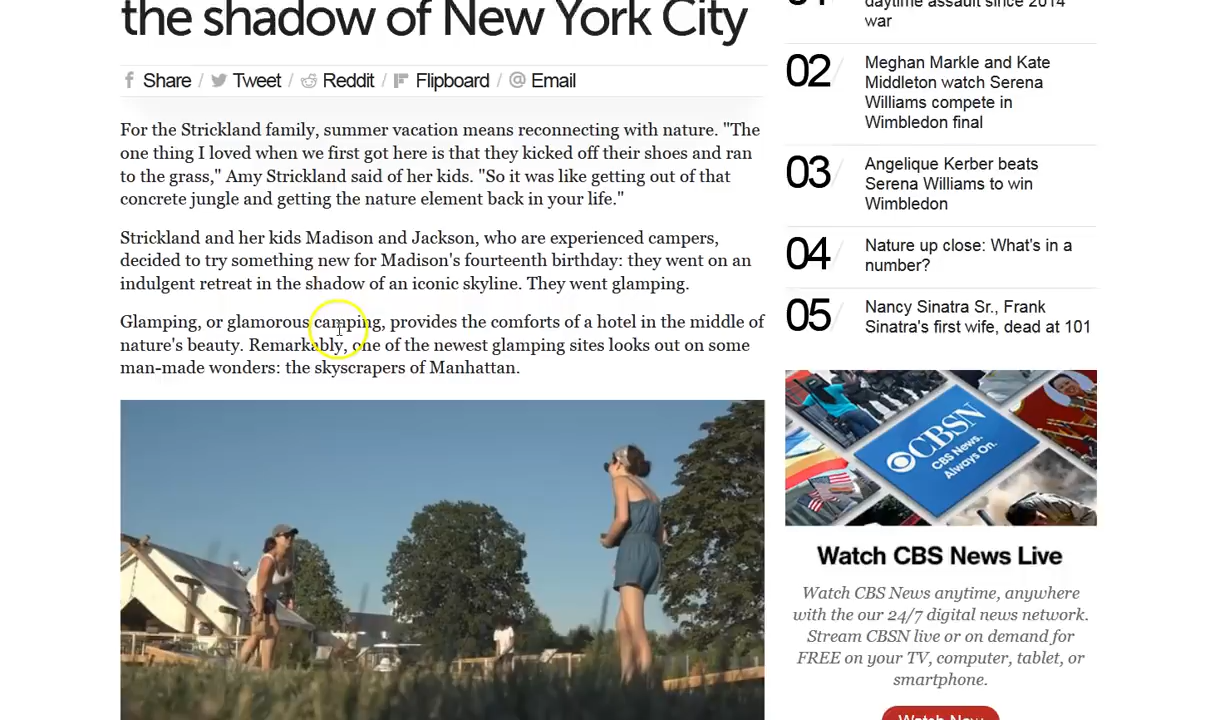 the shadow of New York City
Share / Tweet / Reddit / Flipboard / Email
For the Strickland family, summer vacation means reconnecting with nature. "The
one thing I loved when we first got here is that they kicked off their shoes and ran
to the grass," Amy Strickland said of her kids. "So it was like getting out of that
concrete jungle and getting the nature element back in your life."
Strickland and her kids Madison and Jackson, who are experienced campers,
decided to try something new for Madison's fourteenth birthday: they went on an
indulgent retreat in the shadow of an iconic skyline. They went glamping.
Glamping, or glamorous camping, provides the comforts of a hotel in the middle of
nature's beauty. Remarkably, one of the newest glamping sites looks out on some
man-made wonders: the skyscrapers of Manhattan.
daytime assault since 2014
war
02
Meghan Markle and Kate
Middleton watch Serena
Williams compete in
Wimbledon final
03
Angelique Kerber beats
Serena Williams to win
Wimbledon
04
Nature up close: What's in a
number?
05
Nancy Sinatra Sr., Frank
Sinatra's first wife, dead at 101
CBSN
CBS News.
Always On.
Watch CBS News Live
Watch CBS News anytime, anywhere
with the our 24/7 digital news network.
Stream CBSN live or on demand for
FREE on your TV, computer, tablet, or
smartphone.
Watch Now